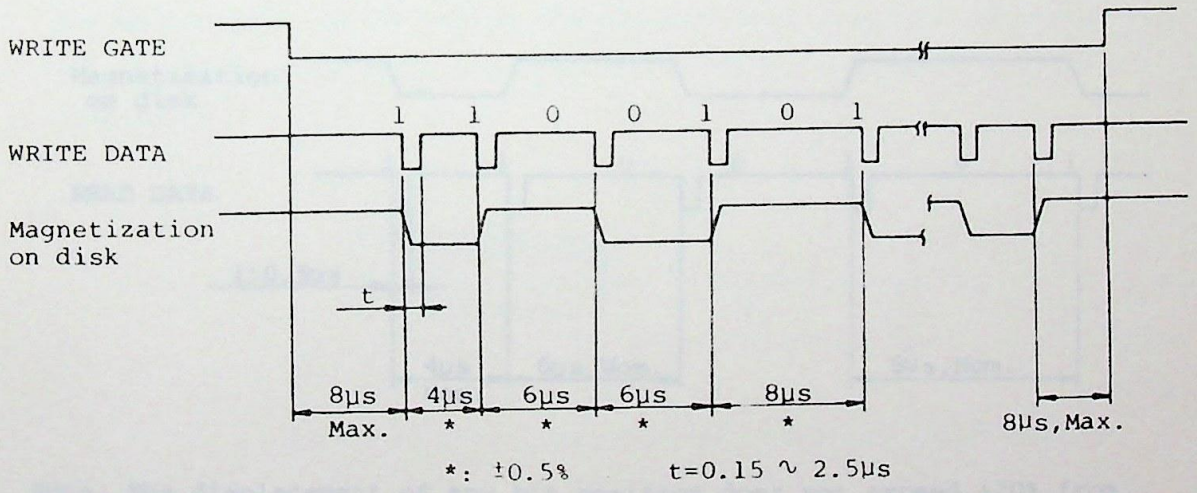 WRITE GATE
1 1 0 0 1 0 1
WRITE DATA
Magnetization
on disk
t
8µs 4µs 6µs 6µs 8µs
Max. * * * * 8µs,Max.
*: ±0.5% t=0.15 ~ 2.5µs